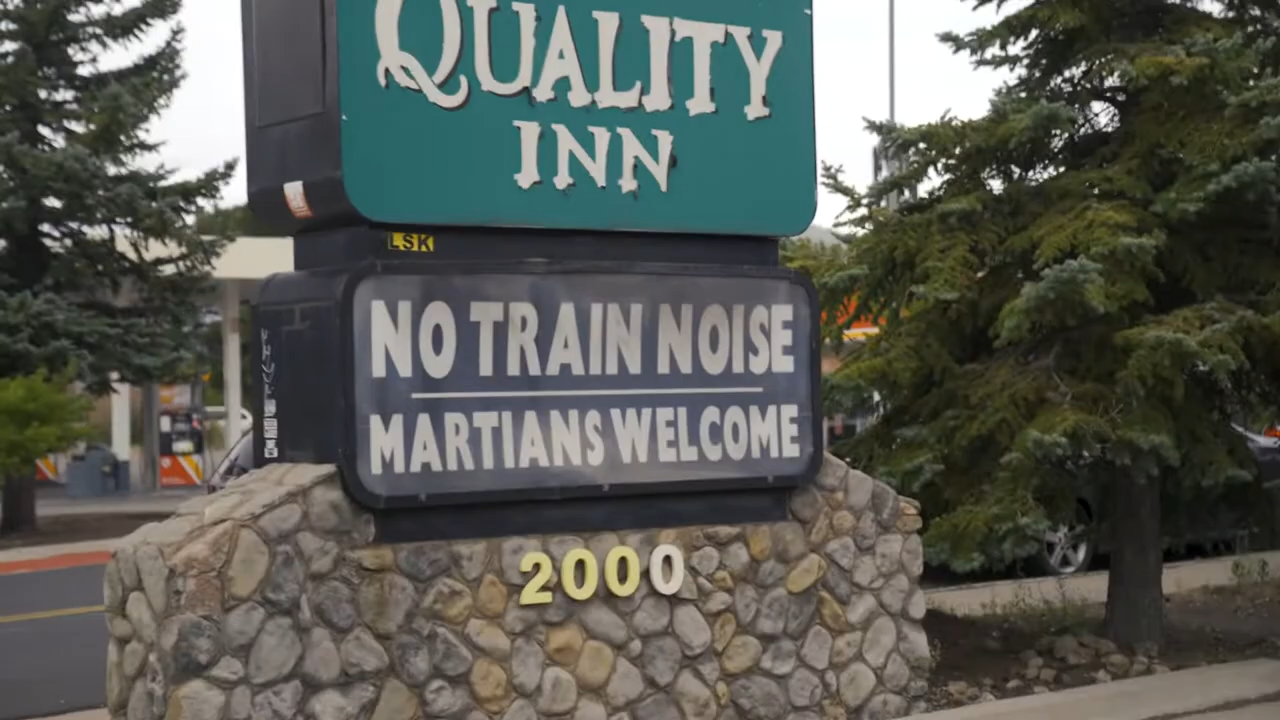 QUALITY
INN
LSK
NO TRAIN NOISE
MARTIANS WELCOME
2000